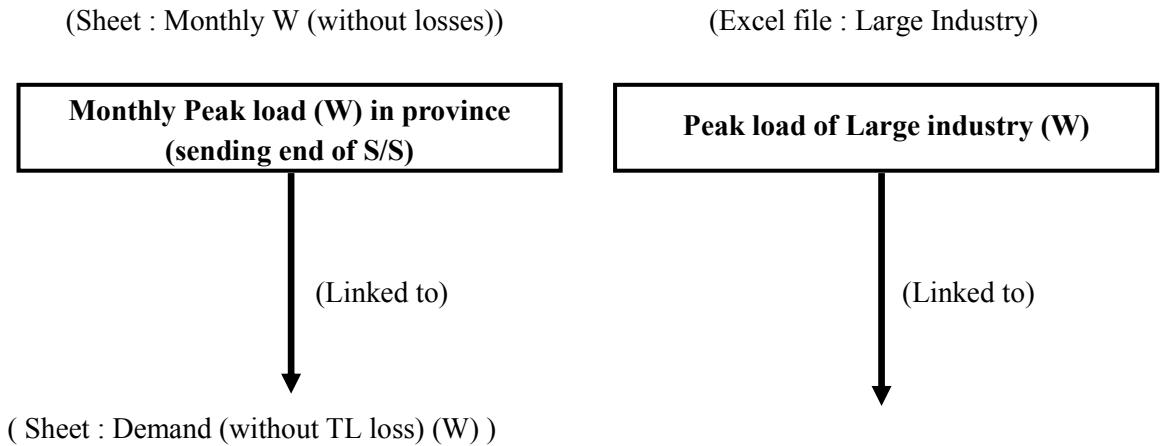 (Sheet : Monthly W (without losses))
(Excel file : Large Industry)
Monthly Peak load (W) in province
(sending end of S/S)
Peak load of Large industry (W)
(Linked to)
(Linked to)
( Sheet : Demand (without TL loss) (W) )